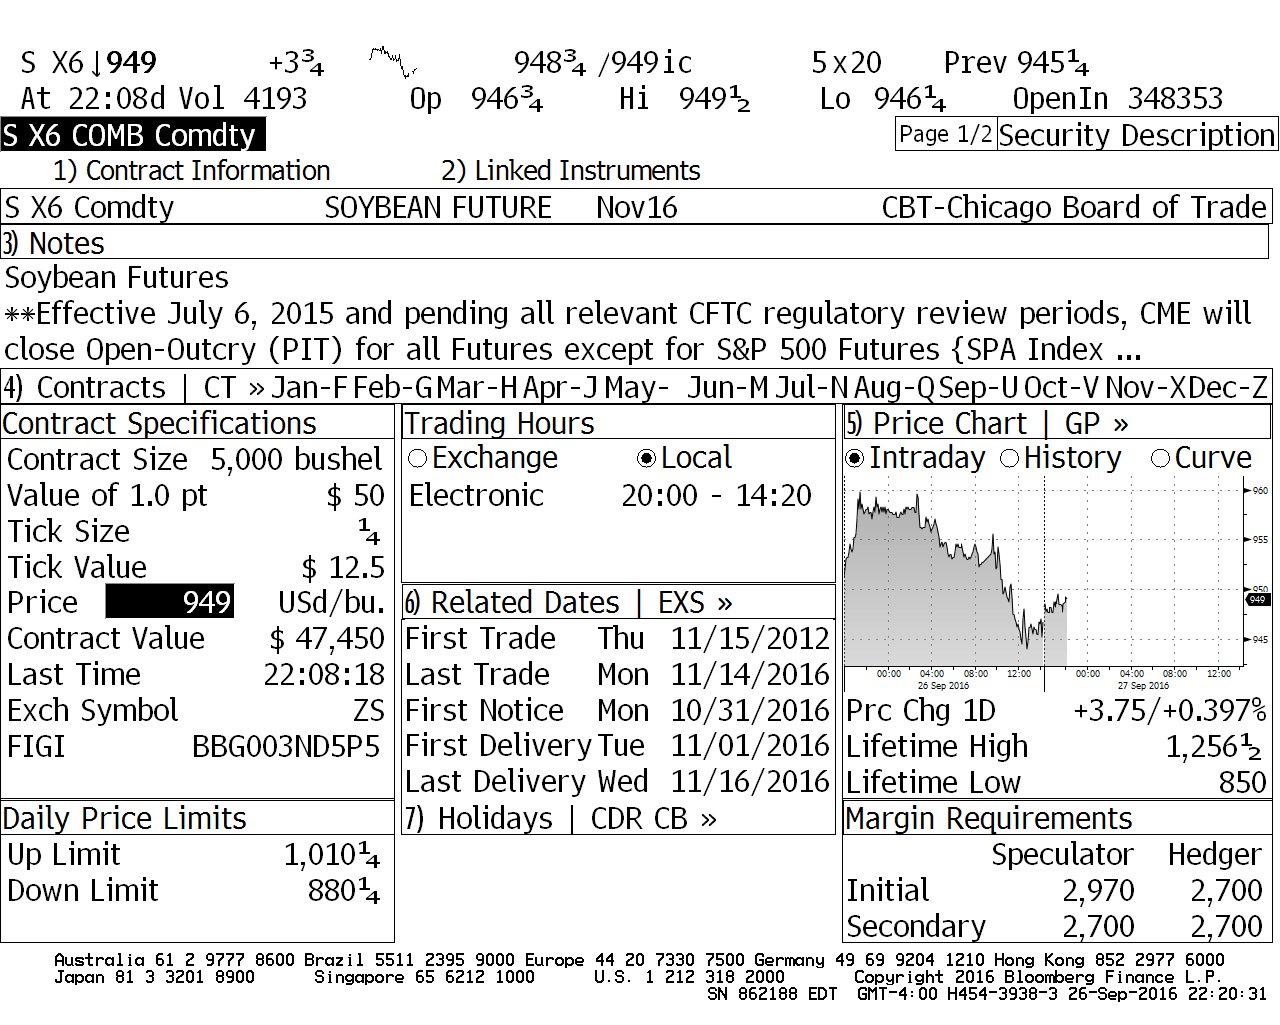 S X6 ↓949 +3¾ 948¾ /949ic 5x20 Prev 945¼
At 22:08d Vol 4193 Op 946¾ Hi 949½ Lo 946¼ OpenIn 348353
S X6 COMB Comdty Page 1/2 Security Description
1) Contract Information 2) Linked Instruments
S X6 Comdty SOYBEAN FUTURE Nov16 CBT-Chicago Board of Trade
3) Notes
Soybean Futures
**Effective July 6, 2015 and pending all relevant CFTC regulatory review periods, CME will
close Open-Outcry (PIT) for all Futures except for S&P 500 Futures {SPA Index ...
4) Contracts | CT » Jan-F Feb-G Mar-H Apr-J May- Jun-M Jul-N Aug-Q Sep-U Oct-V Nov-X Dec-Z
Contract Specifications
Contract Size 5,000 bushel
Value of 1.0 pt $ 50
Tick Size ¼
Tick Value $ 12.5
Price 949 USd/bu.
Contract Value $ 47,450
Last Time 22:08:18
Exch Symbol ZS
FIGI BBG003ND5P5
Daily Price Limits
Up Limit 1,010¼
Down Limit 880¼
Trading Hours
Exchange Local
Electronic 20:00 - 14:20
6) Related Dates | EXS »
First Trade Thu 11/15/2012
Last Trade Mon 11/14/2016
First Notice Mon 10/31/2016
First Delivery Tue 11/01/2016
Last Delivery Wed 11/16/2016
7) Holidays | CDR CB »
5) Price Chart | GP »
Intraday History Curve
960
955
950
949
945
00:00 04:00 08:00 12:00 00:00 04:00 08:00 12:00
26 Sep 2016 27 Sep 2016
Prc Chg 1D +3.75/+0.397%
Lifetime High 1,256½
Lifetime Low 850
Margin Requirements
Speculator Hedger
Initial 2,970 2,700
Secondary 2,700 2,700
Australia 61 2 9777 8600 Brazil 5511 2395 9000 Europe 44 20 7330 7500 Germany 49 69 9204 1210 Hong Kong 852 2977 6000
Japan 81 3 3201 8900 Singapore 65 6212 1000 U.S. 1 212 318 2000 Copyright 2016 Bloomberg Finance L.P.
SN 862188 EDT GMT-4:00 H454-3938-3 26-Sep-2016 22:20:31